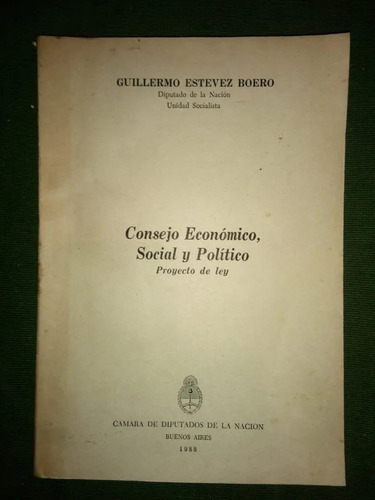 GUILLERMO ESTEVEZ BOERO
Diputado de la Nación
Unidad Socialista
Consejo Económico,
Social y Político
Proyecto de ley
CAMARA DE DIPUTADOS DE LA NACION
BUENOS AIRES
1988